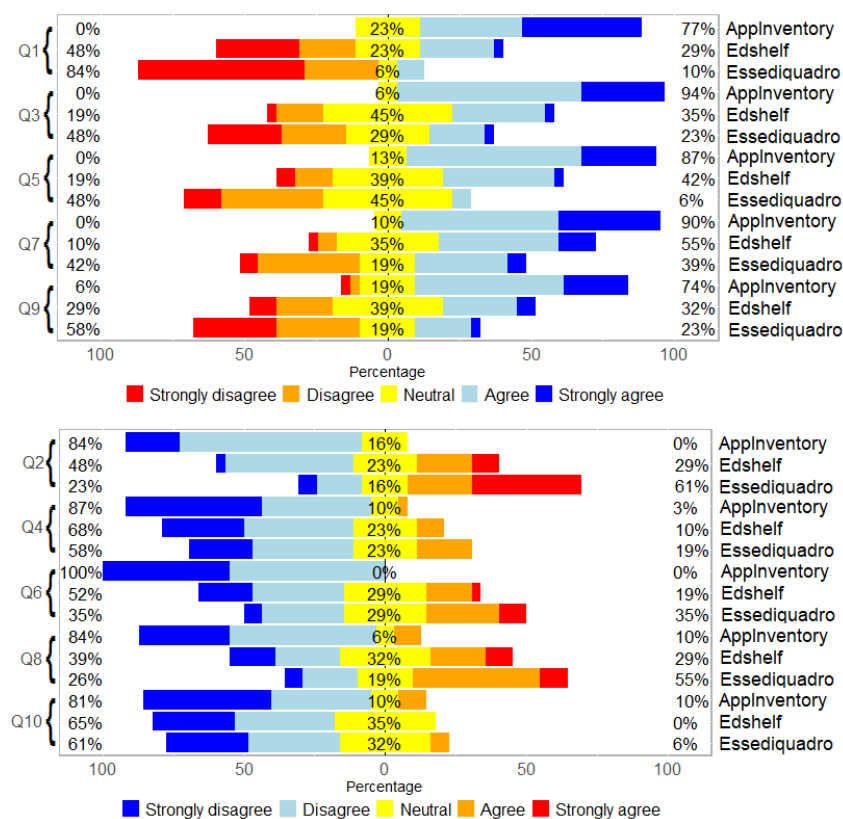 0% 23% 77% AppInventory
Q1 48% 23% 29% Edshelf
84% 6% 10% Essediquadro
0% 6% 94% AppInventory
Q3 19% 45% 35% Edshelf
48% 29% 23% Essediquadro
0% 13% 87% AppInventory
Q5 19% 39% 42% Edshelf
48% 45% 6% Essediquadro
0% 10% 90% AppInventory
Q7 10% 35% 55% Edshelf
42% 19% 39% Essediquadro
6% 19% 74% AppInventory
Q9 29% 39% 32% Edshelf
58% 19% 23% Essediquadro
100 50 0 50 100
Percentage
Strongly disagree Disagree Neutral Agree Strongly agree
84% 16% 0% AppInventory
Q2 48% 23% 29% Edshelf
23% 16% 61% Essediquadro
87% 10% 3% AppInventory
Q4 68% 23% 10% Edshelf
58% 23% 19% Essediquadro
100% 0% 0% AppInventory
Q6 52% 29% 19% Edshelf
35% 29% 35% Essediquadro
84% 6% 10% AppInventory
Q8 39% 32% 29% Edshelf
26% 19% 55% Essediquadro
81% 10% 10% AppInventory
Q10 65% 35% 0% Edshelf
61% 32% 6% Essediquadro
100 50 0 50 100
Percentage
Strongly disagree Disagree Neutral Agree Strongly agree